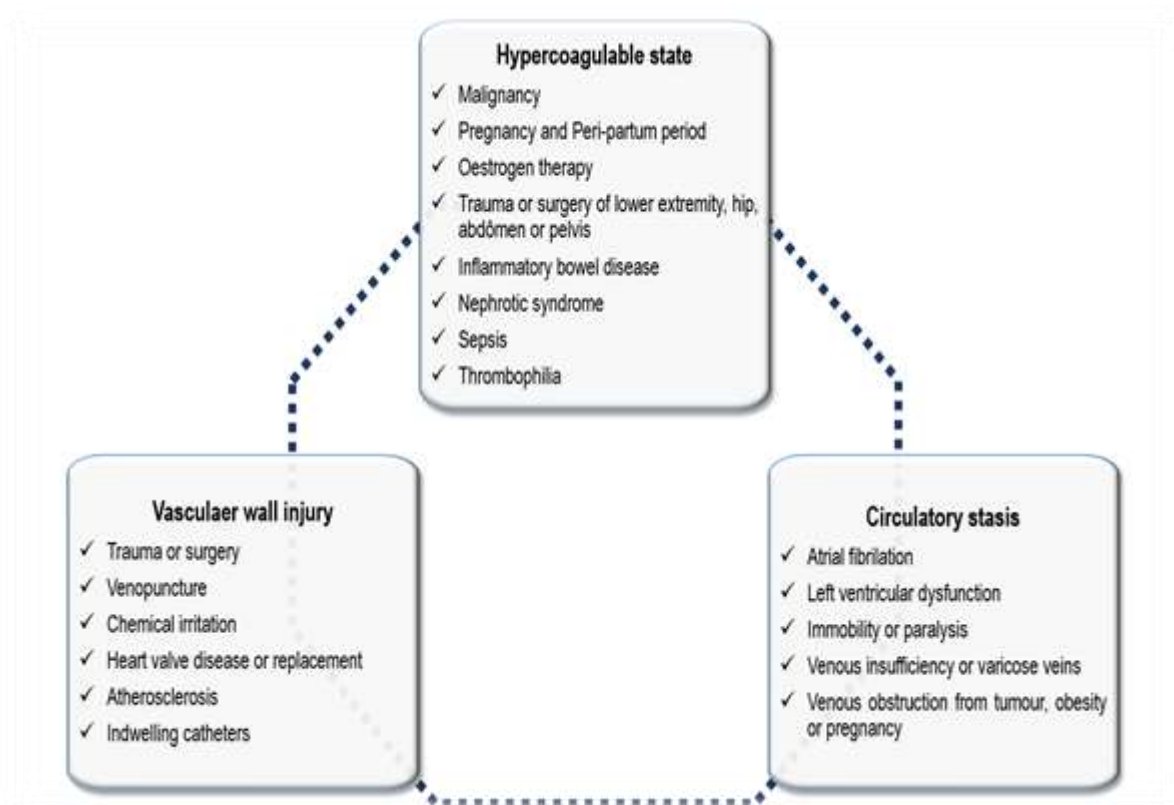 Hypercoagulable state
✓ Malignancy
✓ Pregnancy and Peri-partum period
✓ Oestrogen therapy
✓ Trauma or surgery of lower extremity, hip,
abdômen or pelvis
✓ Inflammatory bowel disease
✓ Nephrotic syndrome
✓ Sepsis
✓ Thrombophilia
Vasculaer wall injury
✓ Trauma or surgery
✓ Venopuncture
✓ Chemical irritation
✓ Heart valve disease or replacement
✓ Atherosclerosis
✓ Indwelling catheters
Circulatory stasis
✓ Atrial fibrilation
✓ Left ventricular dysfunction
✓ Immobility or paralysis
✓ Venous insufficiency or varicose veins
✓ Venous obstruction from tumour, obesity
or pregnancy